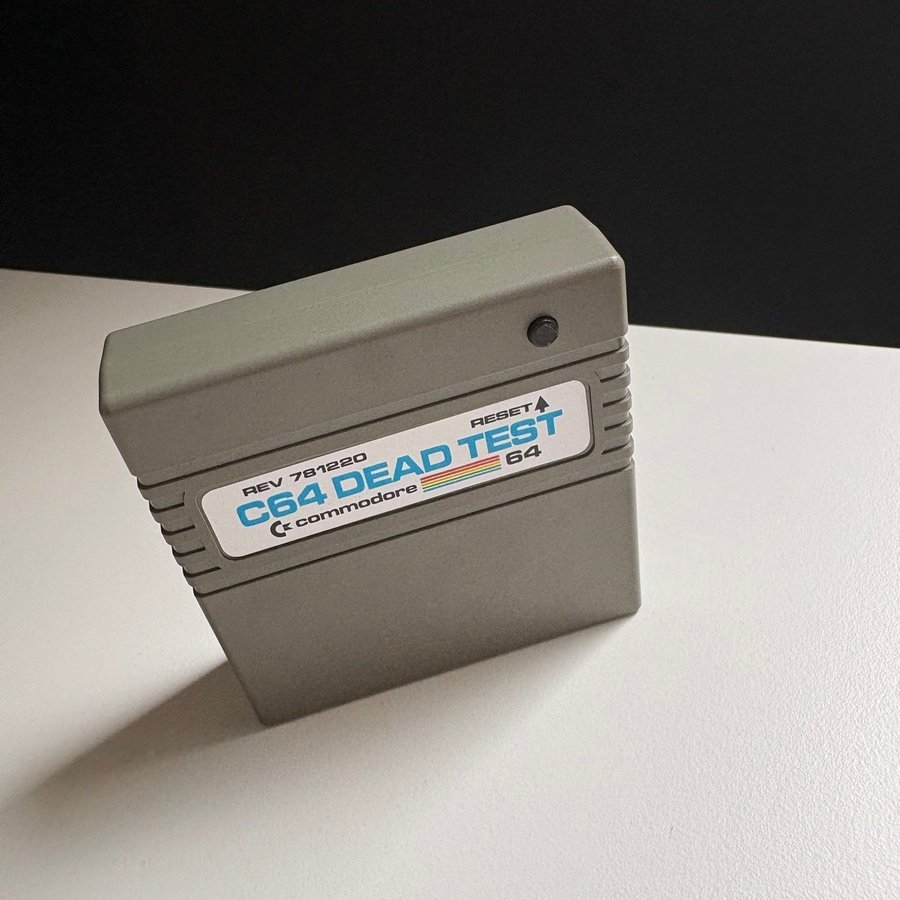 RESET
REV 781220
C64 DEAD TEST
commodore 64